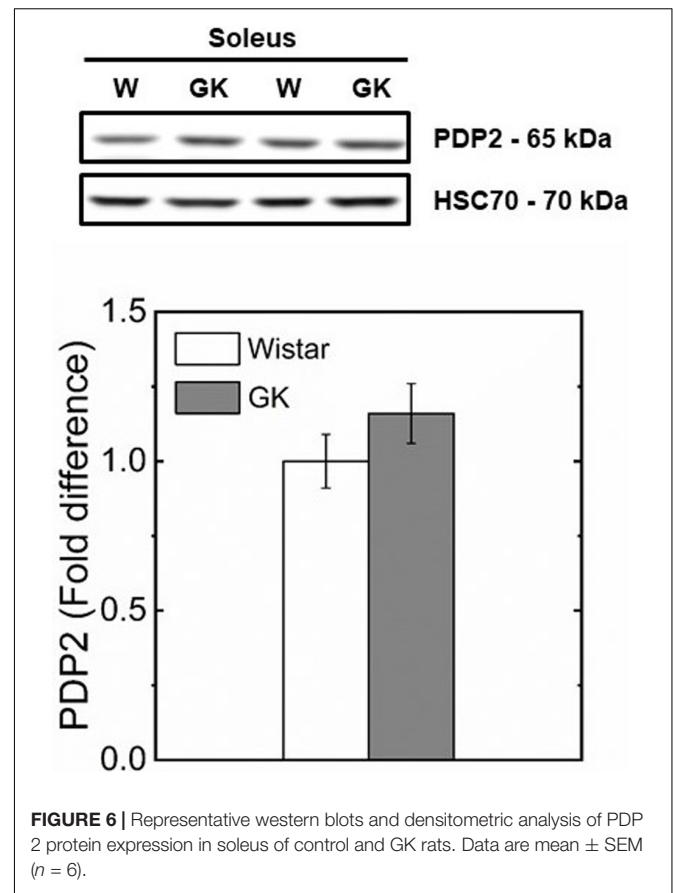 Soleus
W GK W GK
PDP2 - 65 kDa
HSC70 - 70 kDa
PDP2 (Fold difference)
1.5
1.0
0.5
0.0
Wistar
GK
FIGURE 6 | Representative western blots and densitometric analysis of PDP
2 protein expression in soleus of control and GK rats. Data are mean ± SEM
(n = 6).